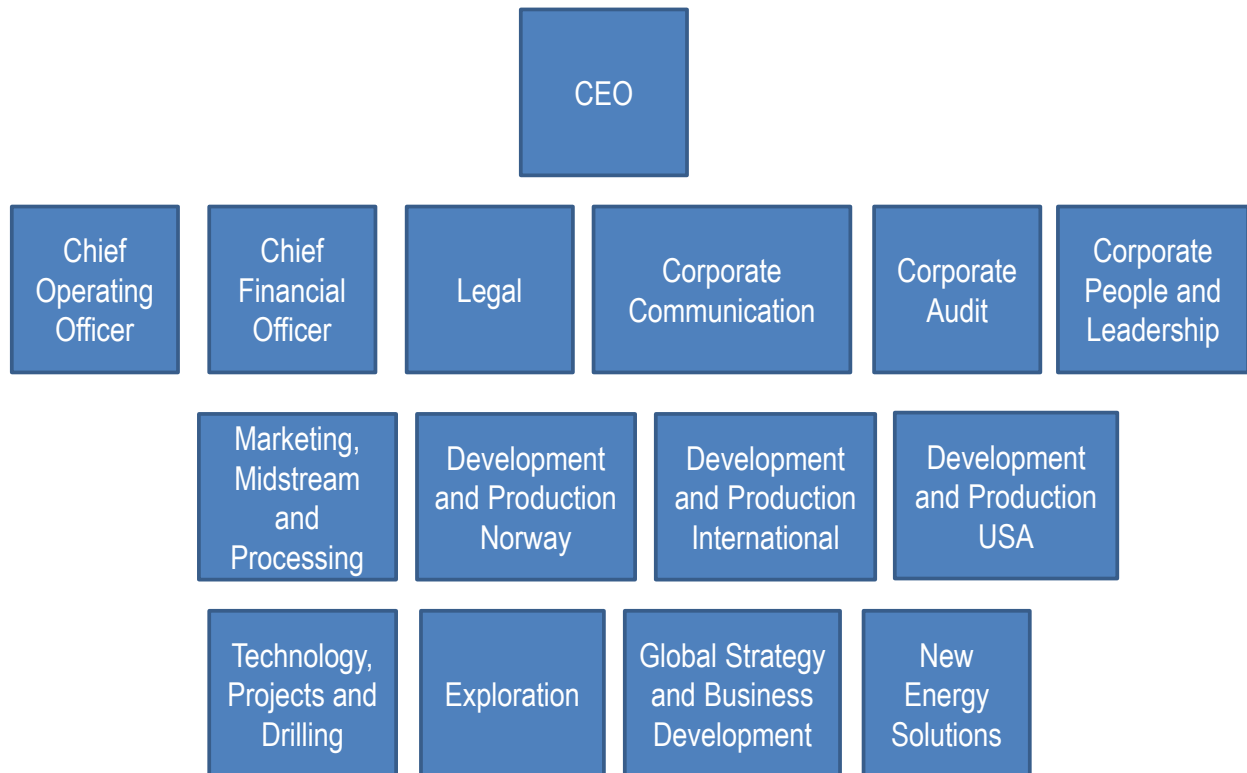 CEO
Chief
Operating
Officer
Chief
Financial
Officer
Legal
Corporate
Communication
Corporate
Audit
Corporate
People and
Leadership
Marketing,
Midstream
and
Processing
Development
and Production
Norway
Development
and Production
International
Development
and Production
USA
Technology,
Projects and
Drilling
Exploration
Global Strategy
and Business
Development
New
Energy
Solutions